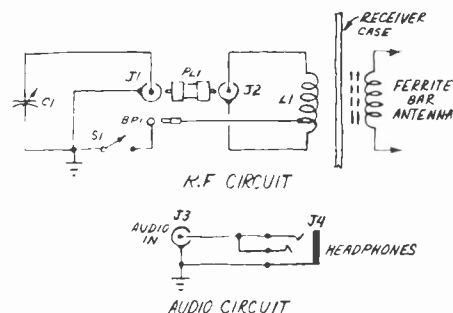 RECEIVER
CASE
J1
PL1
J2
L1
C1
FERRITE
BAR
ANTENNA
S1
BP1
R.F CIRCUIT
J3
J4
AUDIO
IN
HEADPHONES
AUDIO CIRCUIT